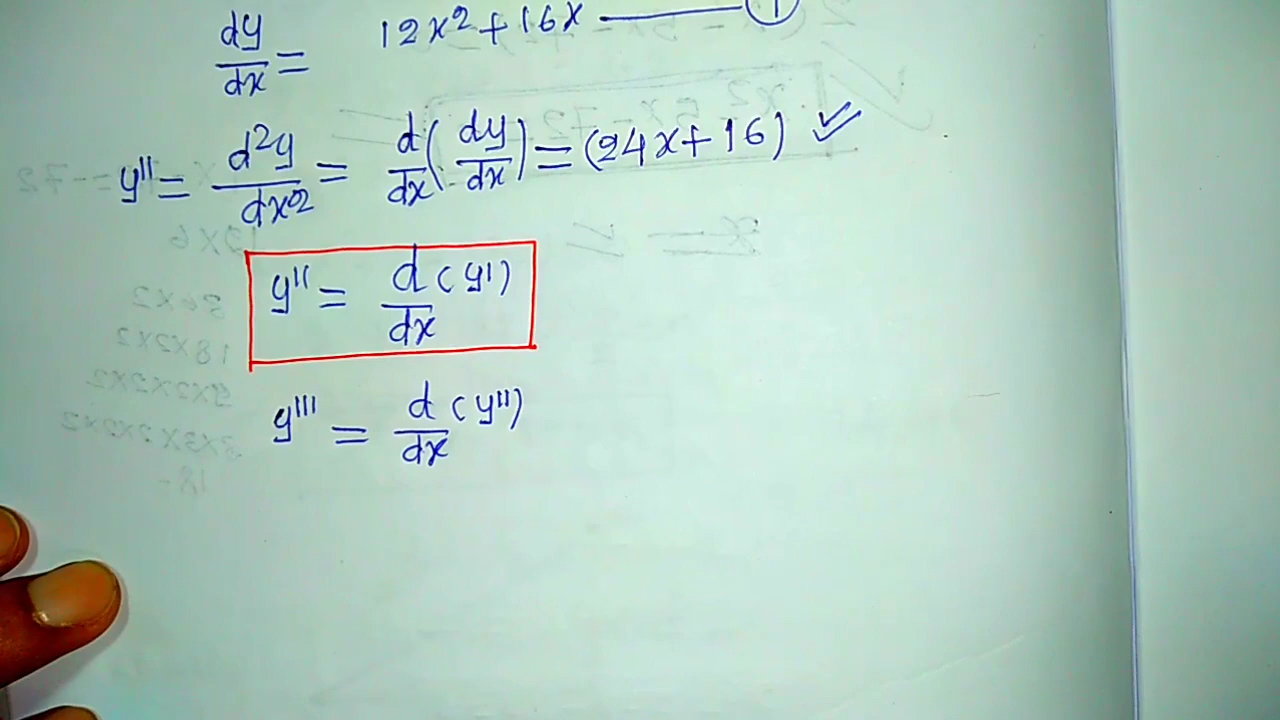 dy/dx = 12x² + 16x ——— ①
y'' = d²y/dx² = d/dx (dy/dx) = (24x + 16) ✓
y'' = d/dx (y')
y''' = d/dx (y'')